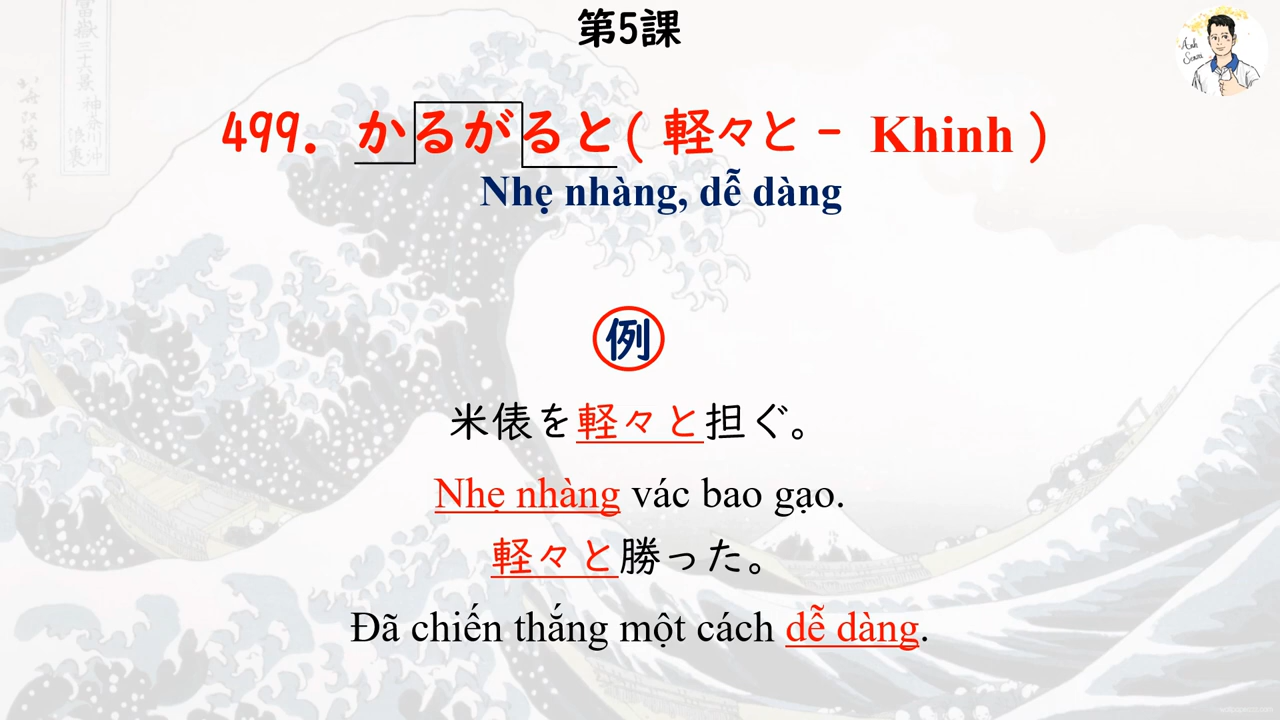 第5課
499. かるがると ( 軽々と - Khinh )
Nhẹ nhàng, dễ dàng
例
米俵を軽々と担ぐ。
Nhẹ nhàng vác bao gạo.
軽々と勝った。
Đã chiến thắng một cách dễ dàng.